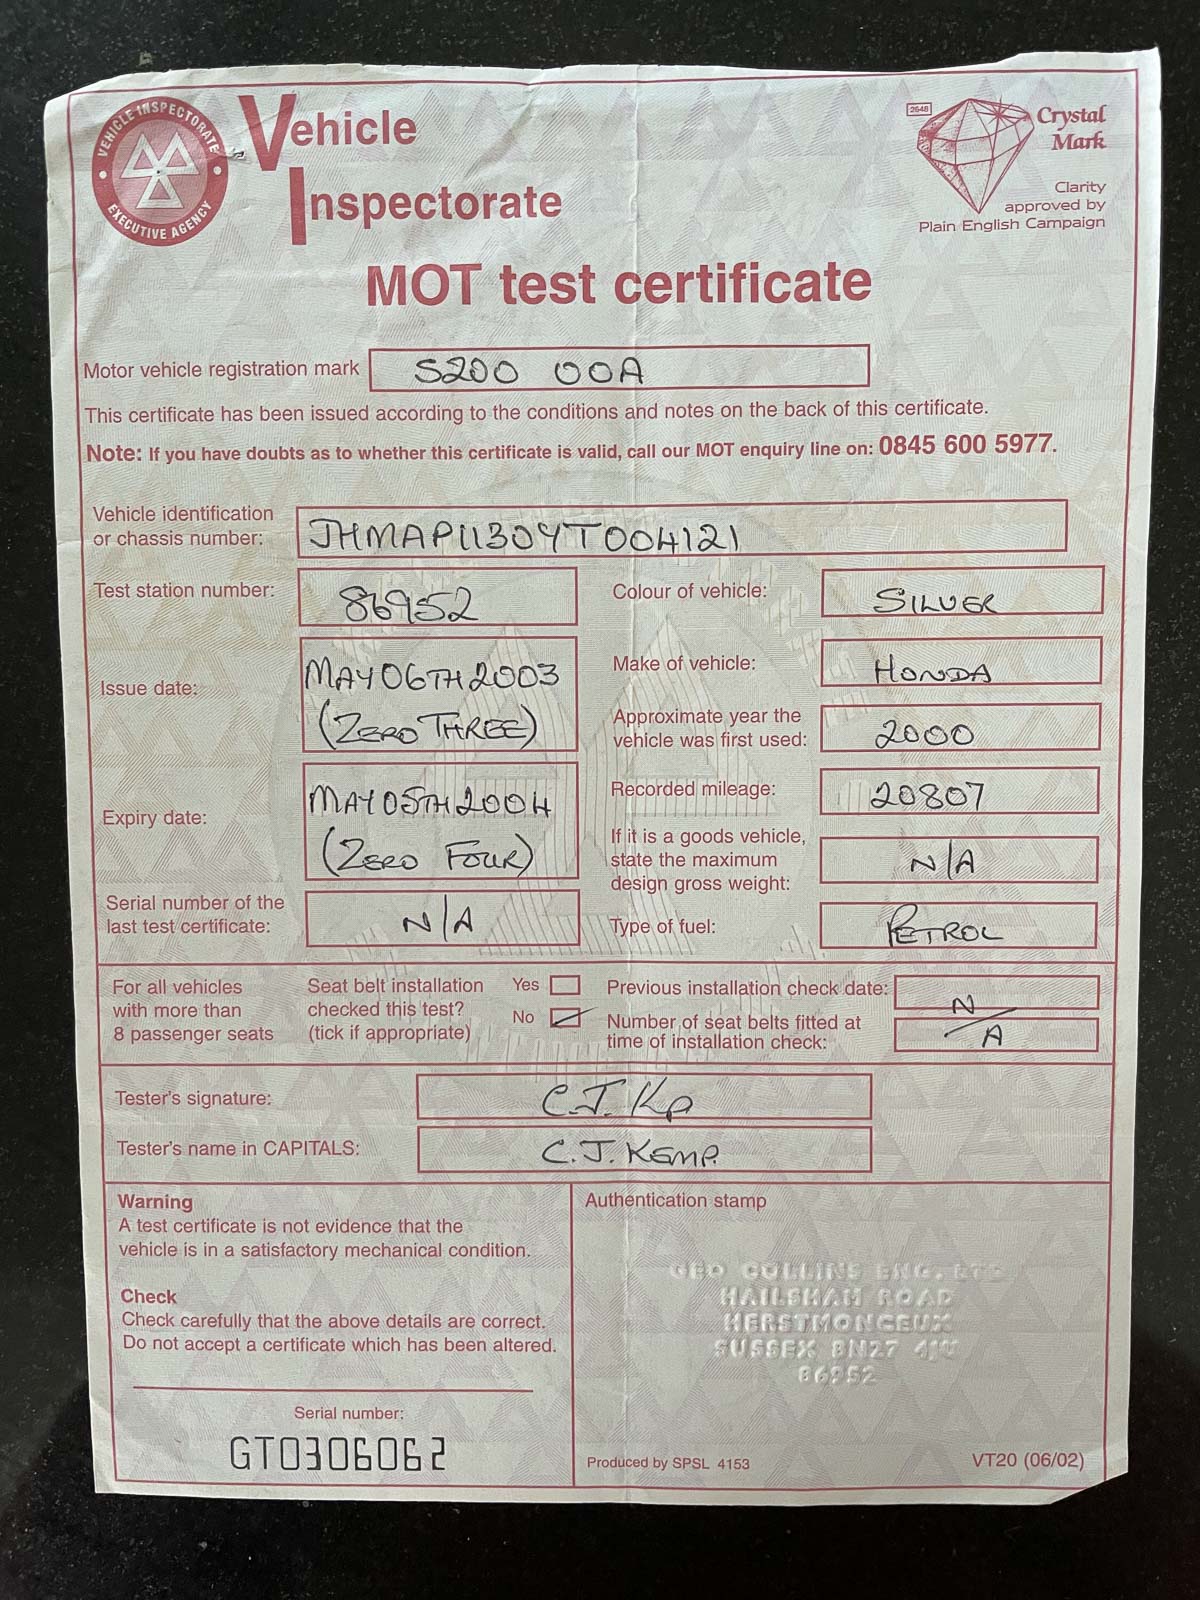 VEHICLE INSPECTORATE
EXECUTIVE AGENCY
Vehicle
Inspectorate
2648
Crystal
Mark
Clarity
approved by
Plain English Campaign
MOT test certificate
Motor vehicle registration mark S200 OOA
This certificate has been issued according to the conditions and notes on the back of this certificate.
Note: If you have doubts as to whether this certificate is valid, call our MOT enquiry line on: 0845 600 5977.
Vehicle identification
or chassis number: JHMAP11304T004121
Test station number: 86952
Colour of vehicle: SILVER
Issue date: MAY 06TH 2003
(ZERO THREE)
Make of vehicle: HONDA
Approximate year the
vehicle was first used: 2000
Expiry date: MAY 05TH 2004
(ZERO FOUR)
Recorded mileage: 20807
If it is a goods vehicle,
state the maximum
design gross weight: N/A
Serial number of the
last test certificate: N/A
Type of fuel: PETROL
For all vehicles
with more than
8 passenger seats
Seat belt installation
checked this test?
(tick if appropriate)
Yes
No
Previous installation check date:
Number of seat belts fitted at
time of installation check:
N/A
Tester's signature: C.J. Kp
Tester's name in CAPITALS: C.J. KEMP.
Warning
A test certificate is not evidence that the
vehicle is in a satisfactory mechanical condition.
Check
Check carefully that the above details are correct.
Do not accept a certificate which has been altered.
Serial number:
GT0306062
Authentication stamp
GEO COLLINS ENG. LTD
HAILSHAM ROAD
HERSTMONCEUX
SUSSEX BN27 4JU
86952
Produced by SPSL 4153
VT20 (06/02)